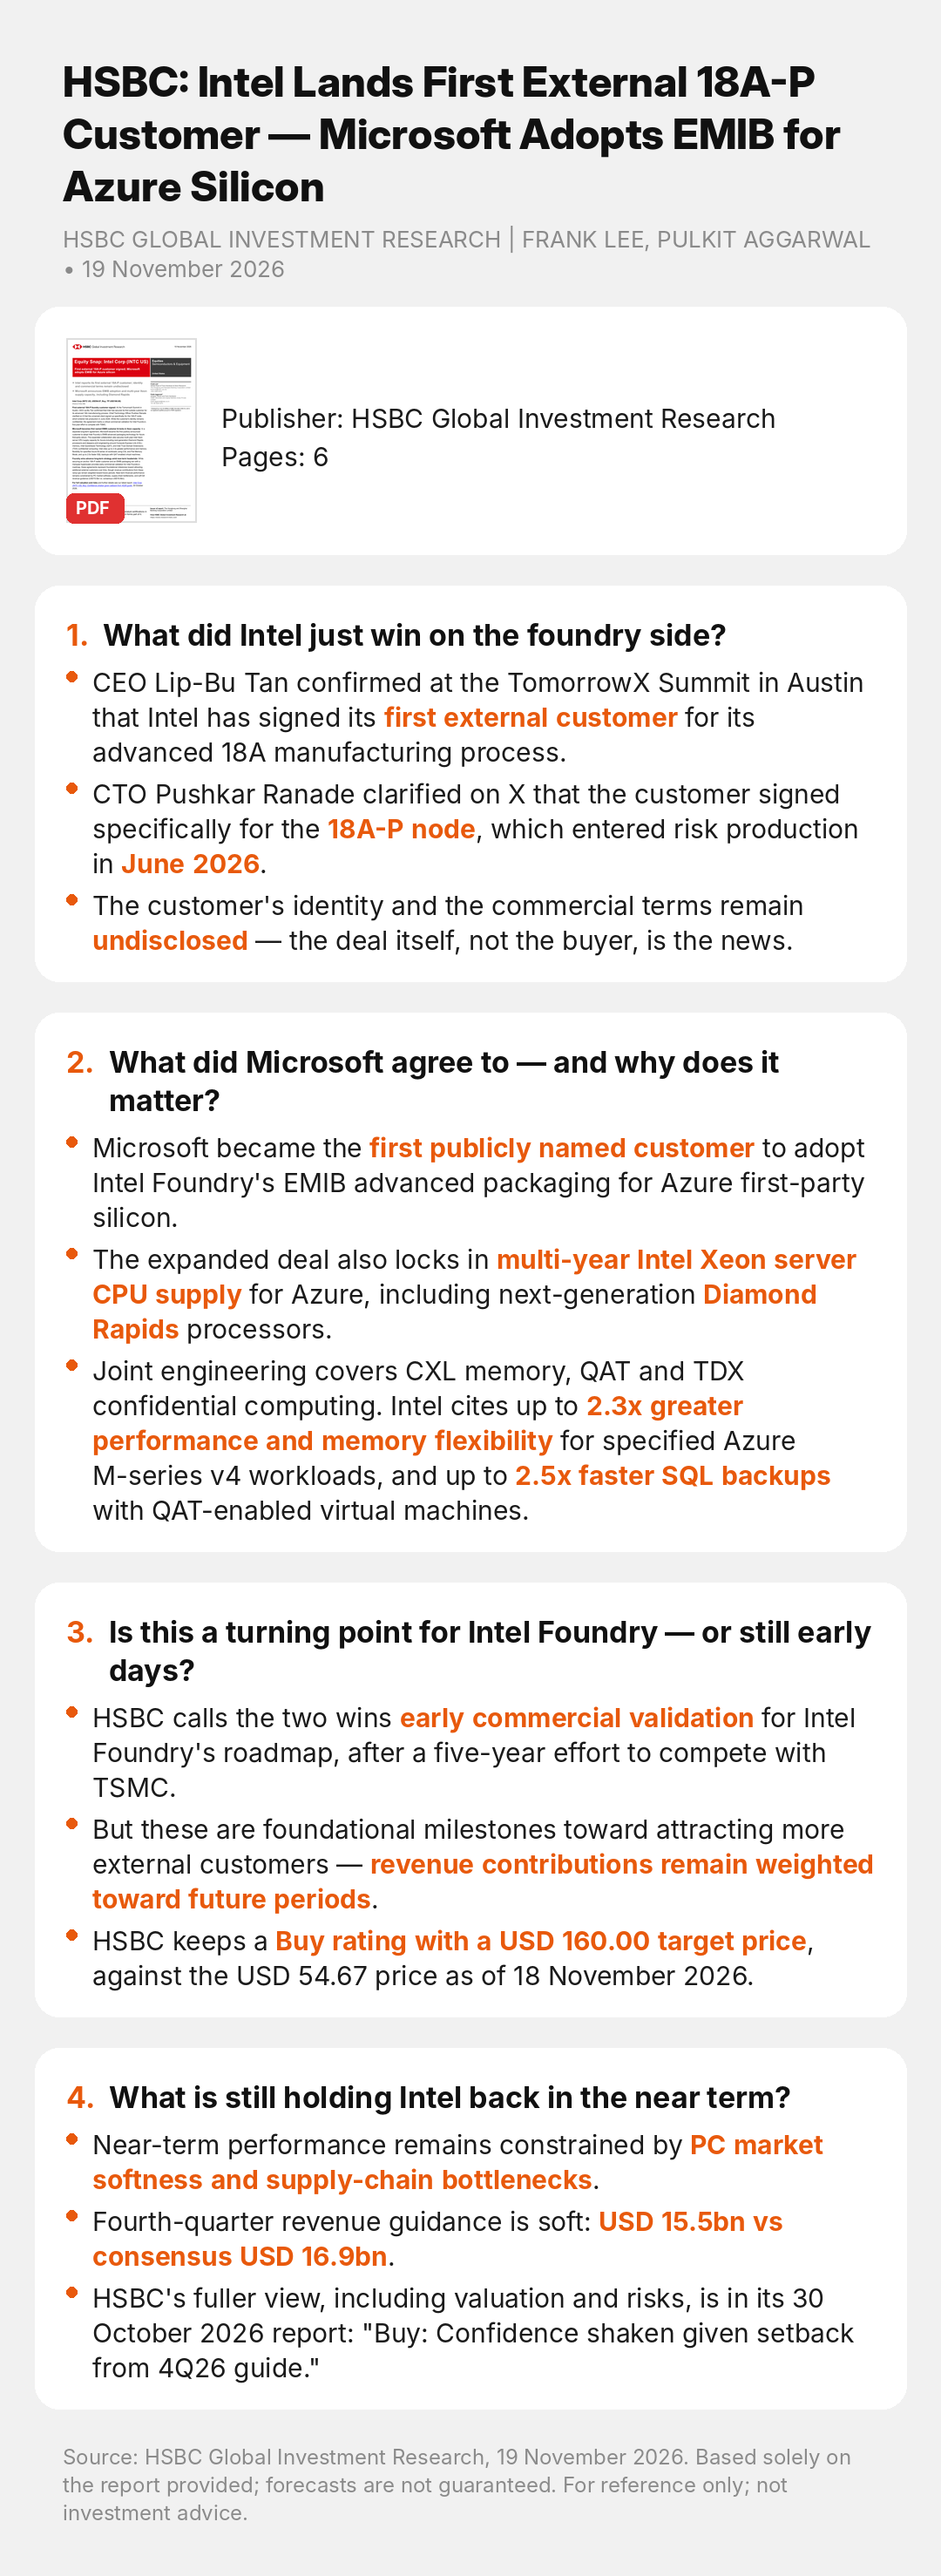 HSBC: Intel Lands First External 18A-P
Customer — Microsoft Adopts EMIB for
Azure Silicon
HSBC GLOBAL INVESTMENT RESEARCH | FRANK LEE, PULKIT AGGARWAL
• 19 November 2026
Equity Snap: Intel Corp (INTC US)
PDF
Publisher: HSBC Global Investment Research
Pages: 6
1. What did Intel just win on the foundry side?
• CEO Lip-Bu Tan confirmed at the TomorrowX Summit in Austin
that Intel has signed its first external customer for its
advanced 18A manufacturing process.
• CTO Pushkar Ranade clarified on X that the customer signed
specifically for the 18A-P node, which entered risk production
in June 2026.
• The customer's identity and the commercial terms remain
undisclosed — the deal itself, not the buyer, is the news.
2. What did Microsoft agree to — and why does it
matter?
• Microsoft became the first publicly named customer to adopt
Intel Foundry's EMIB advanced packaging for Azure first-party
silicon.
• The expanded deal also locks in multi-year Intel Xeon server
CPU supply for Azure, including next-generation Diamond
Rapids processors.
• Joint engineering covers CXL memory, QAT and TDX
confidential computing. Intel cites up to 2.3x greater
performance and memory flexibility for specified Azure
M-series v4 workloads, and up to 2.5x faster SQL backups
with QAT-enabled virtual machines.
3. Is this a turning point for Intel Foundry — or still early
days?
• HSBC calls the two wins early commercial validation for Intel
Foundry's roadmap, after a five-year effort to compete with
TSMC.
• But these are foundational milestones toward attracting more
external customers — revenue contributions remain weighted
toward future periods.
• HSBC keeps a Buy rating with a USD 160.00 target price,
against the USD 54.67 price as of 18 November 2026.
4. What is still holding Intel back in the near term?
• Near-term performance remains constrained by PC market
softness and supply-chain bottlenecks.
• Fourth-quarter revenue guidance is soft: USD 15.5bn vs
consensus USD 16.9bn.
• HSBC's fuller view, including valuation and risks, is in its 30
October 2026 report: "Buy: Confidence shaken given setback
from 4Q26 guide."
Source: HSBC Global Investment Research, 19 November 2026. Based solely on
the report provided; forecasts are not guaranteed. For reference only; not
investment advice.